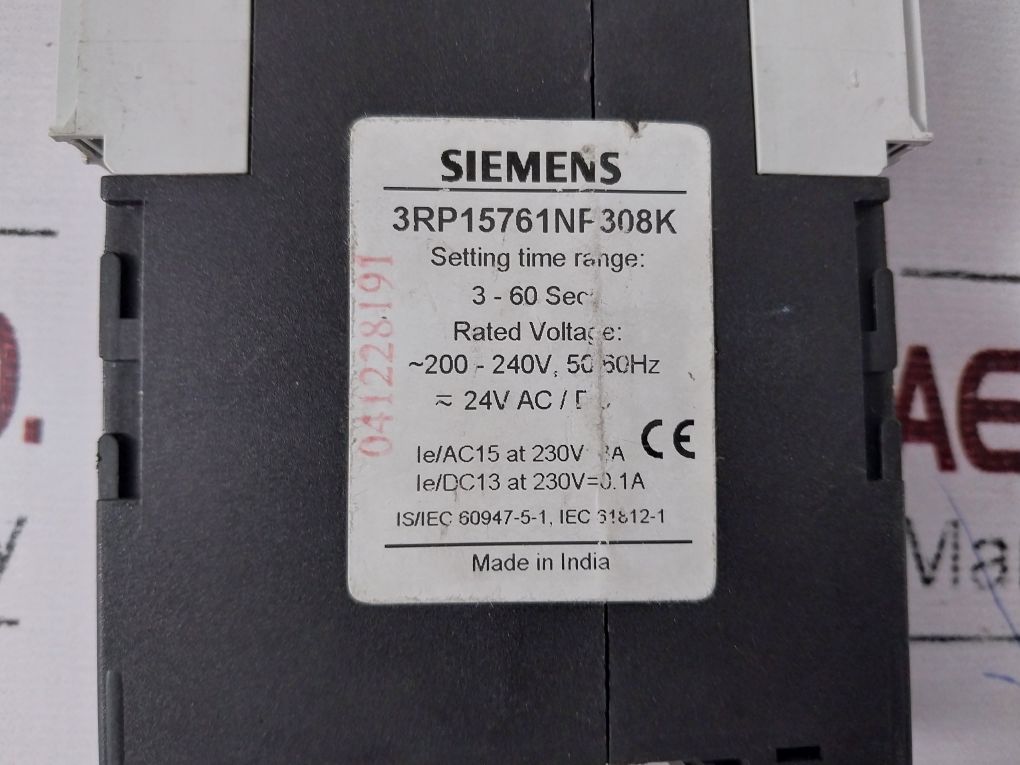 SIEMENS
Setting time range:
3 - 60 Sec
Rated Voltage:
~200 - 240V, 50/60Hz
≂ 24V AC /
Ie/AC15 at 230V
CE
Ie/DC13 at 230V=0.1A
IS/IEC 60947-5-1, IEC 61812-1
Made in India
041228191